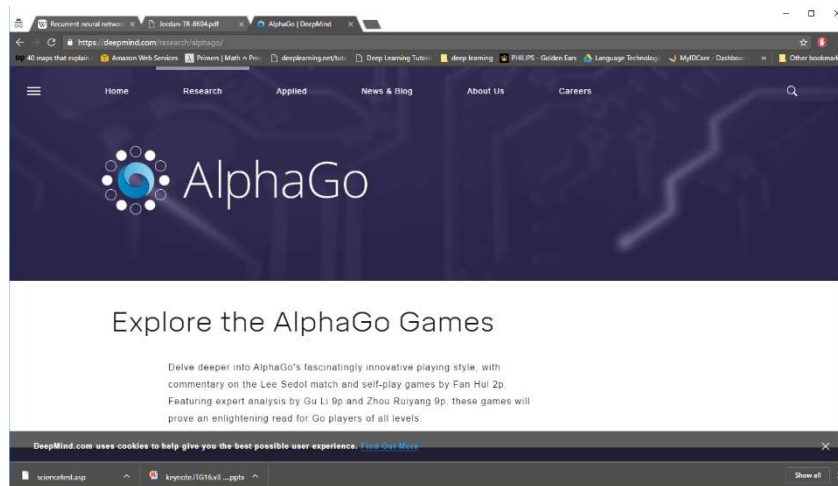 Recurrent neural networ
Jordan-TR-8604.pdf
AlphaGo | DeepMind
https://deepmind.com/research/alphago/
40 maps that explain
Amazon Web Services
Primers | Math n Prog
deeplearning.net/tuto
Deep Learning Tutori
deep learning
PHILIPS - Golden Ears
Language Technologi
MyIDCare - Dashboa
»
Other bookmark
Home
Research
Applied
News & Blog
About Us
Careers
AlphaGo
Explore the AlphaGo Games
Delve deeper into AlphaGo's fascinatingly innovative playing style, with
commentary on the Lee Sedol match and self-play games by Fan Hui 2p.
Featuring expert analysis by Gu Li 9p and Zhou Ruiyang 9p, these games will
prove an enlightening read for Go players of all levels.
DeepMind.com uses cookies to help give you the best possible user experience. Find Out More
sciencetest.asp
keynoteJTG16.v3 ....pptx
Show all